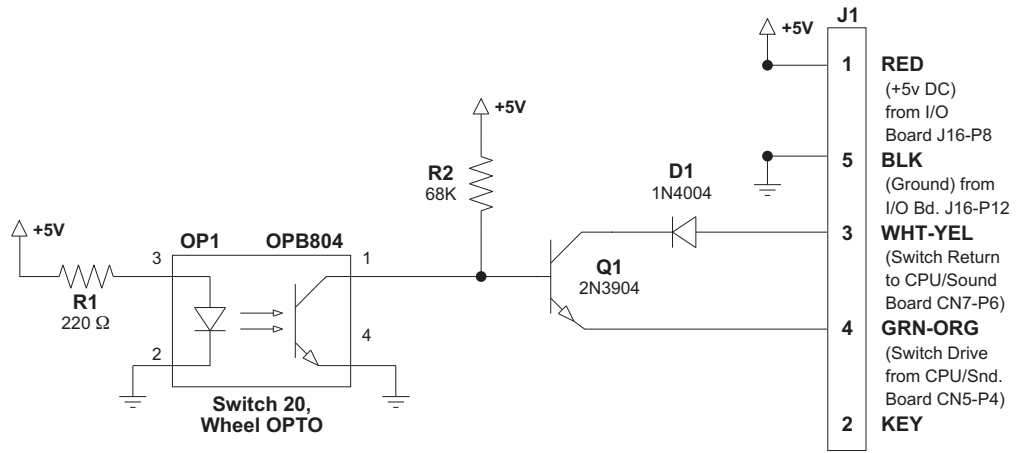 J1
+5V
1 RED
(+5v DC)
from I/O
Board J16-P8
+5V
R2
68K
D1
1N4004
5 BLK
(Ground) from
I/O Bd. J16-P12
+5V
OP1 OPB804
3
1
R1
220 Ω
2
4
Q1
2N3904
3 WHT-YEL
(Switch Return
to CPU/Sound
Board CN7-P6)
4 GRN-ORG
(Switch Drive
from CPU/Snd.
Board CN5-P4)
Switch 20,
Wheel OPTO
2 KEY